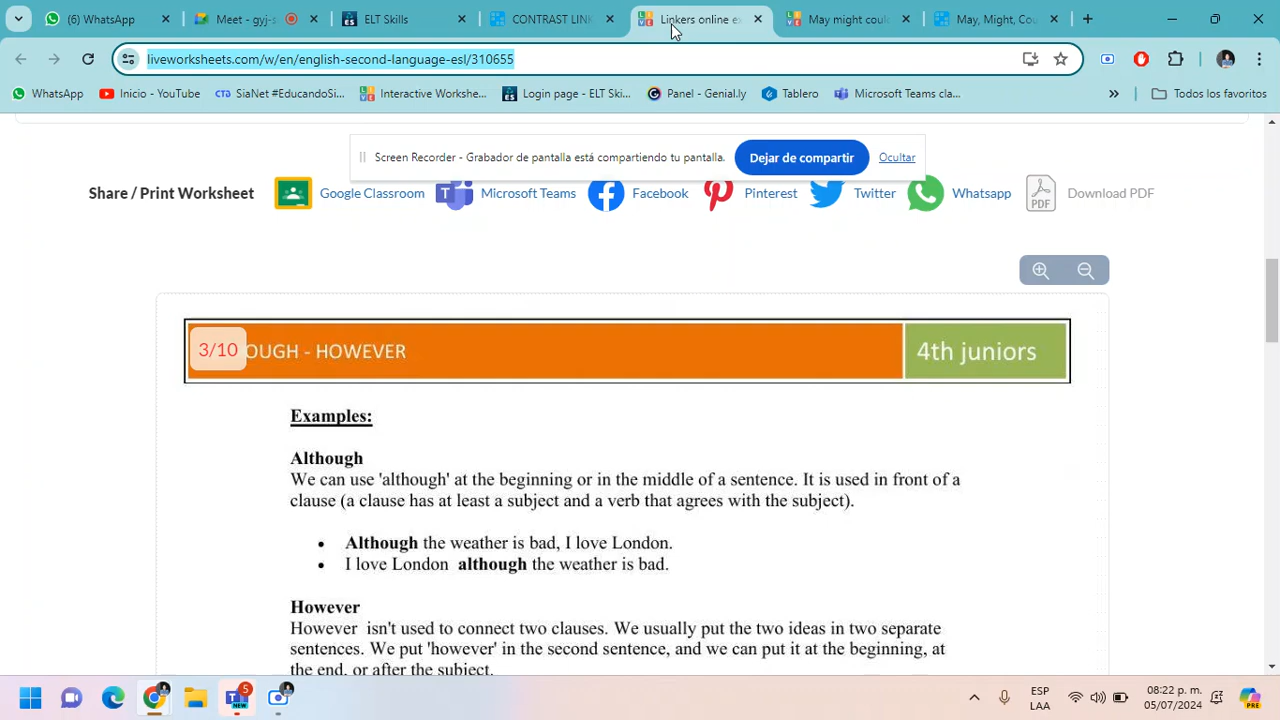 (3) WhatsApp
Meet - gyj-s
ELT Skills
CONTRAST LINK
Linkers online ex
May might coul
May, Might, Cou
liveworksheets.com/w/en/english-second-language-esl/310655
WhatsApp
Inicio - YouTube
SiaNet #EducandoSi...
Interactive Workshe...
Login page - ELT Ski...
Panel - Genial.ly
Tablero
Microsoft Teams cla...
Todos los favoritos
Screen Recorder - Grabador de pantalla está compartiendo tu pantalla.
Dejar de compartir
Ocultar
Share / Print Worksheet
Google Classroom
Microsoft Teams
Facebook
Pinterest
Twitter
Whatsapp
PDF
Download PDF
3/10
OUGH - HOWEVER
4th juniors
Examples:
Although
We can use 'although' at the beginning or in the middle of a sentence. It is used in front of a
clause (a clause has at least a subject and a verb that agrees with the subject).
• Although the weather is bad, I love London.
• I love London although the weather is bad.
However
However isn't used to connect two clauses. We usually put the two ideas in two separate
sentences. We put 'however' in the second sentence, and we can put it at the beginning, at
the end, or after the subject.
5
NEW
ESP
LAA
08:22 p. m.
05/07/2024
PRE